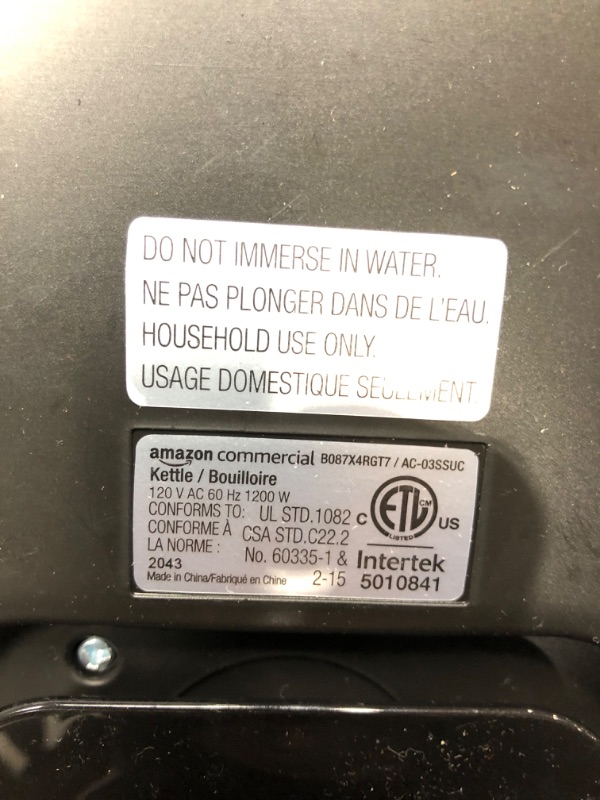 DO NOT IMMERSE IN WATER.
NE PAS PLONGER DANS DE L'EAU.
HOUSEHOLD USE ONLY.
USAGE DOMESTIQUE SEULEMENT.
amazon commercial B087X4RGT7 / AC-03SSUC
Kettle / Bouilloire
120 V AC 60 Hz 1200 W
CONFORMS TO: UL STD.1082
CONFORME À CSA STD.C22.2
LA NORME : No. 60335-1 &
2043 2-15
Made in China/Fabriqué en Chine
C ETL CM US
LISTED
Intertek
5010841